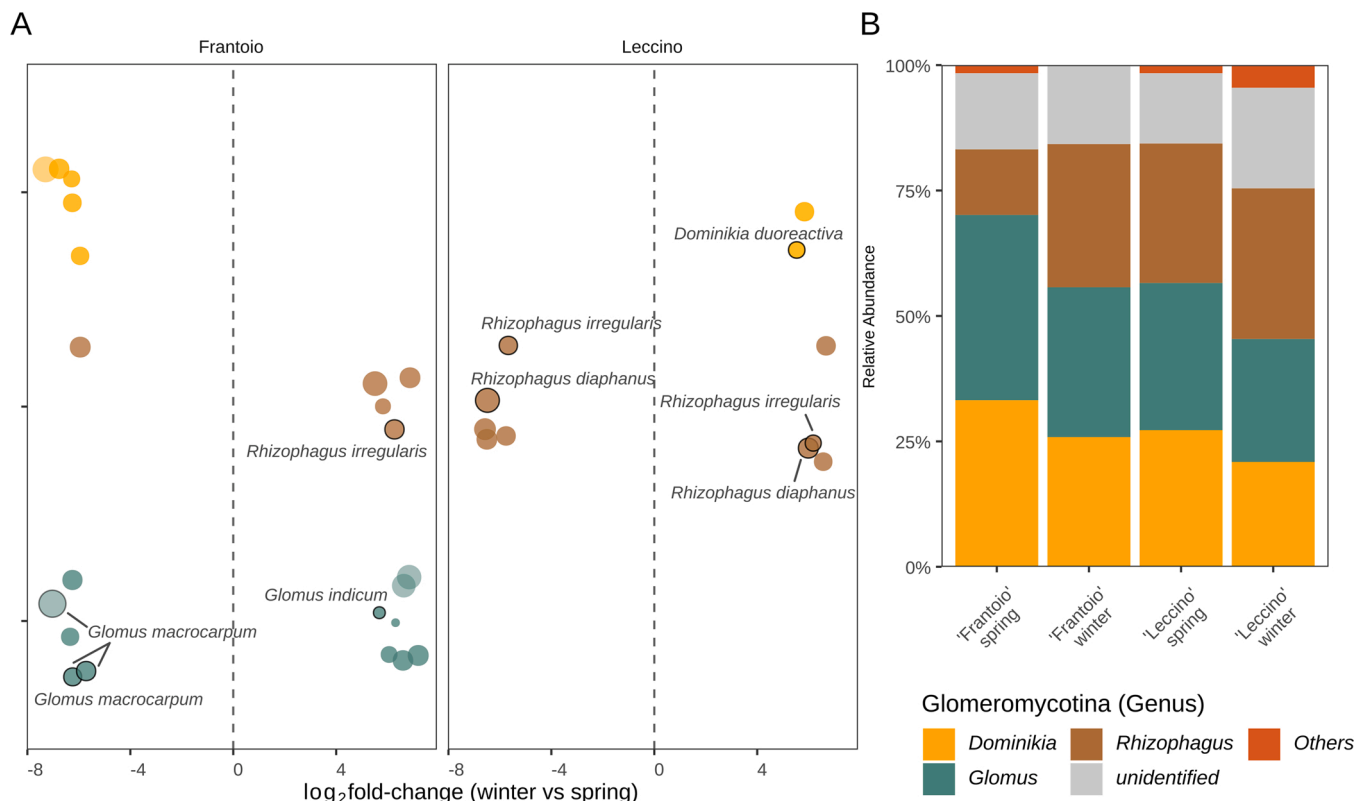 A
B
Frantoio
Leccino
Dominikia duoreactiva
Rhizophagus irregularis
Rhizophagus diaphanus
Rhizophagus irregularis
Rhizophagus irregularis
Rhizophagus diaphanus
Glomus indicum
Glomus macrocarpum
Glomus macrocarpum
-8
-4
0
4
-8
-4
0
4
log2fold-change (winter vs spring)
100%
75%
50%
25%
0%
Relative Abundance
'Frantoio'
spring
'Frantoio'
winter
'Leccino'
spring
'Leccino'
winter
Glomeromycotina (Genus)
Dominikia
Rhizophagus
Others
Glomus
unidentified